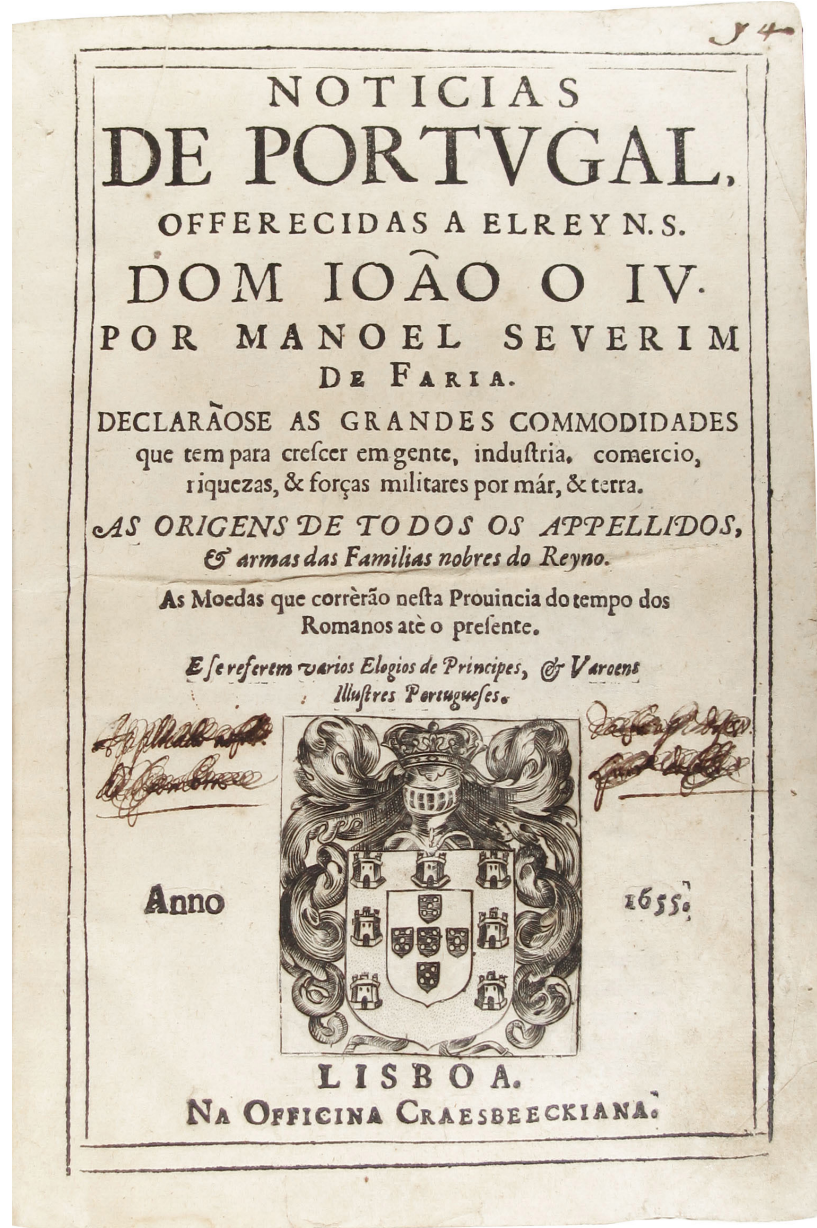 NOTICIAS
DE PORTVGAL,
OFFERECIDAS A ELREY N. S.
DOM IOÃO O IV.
POR MANOEL SEVERIM
DE FARIA.
DECLARÃOSE AS GRANDES COMMODIDADES
que tem para creſcer em gente, induſtria, comercio,
riquezas, & forças militares por már, & terra.
AS ORIGENS DE TODOS OS APPELLIDOS,
& armas das Familias nobres do Reyno.
As Moedas que corrèrão neſta Prouincia do tempo dos
Romanos atè o preſente.
E ſe referem varios Elogios de Principes, & Varoens
Illuſtres Portugueſes.
Anno 1655.
LISBOA.
NA OFFICINA CRAESBEECKIANA.